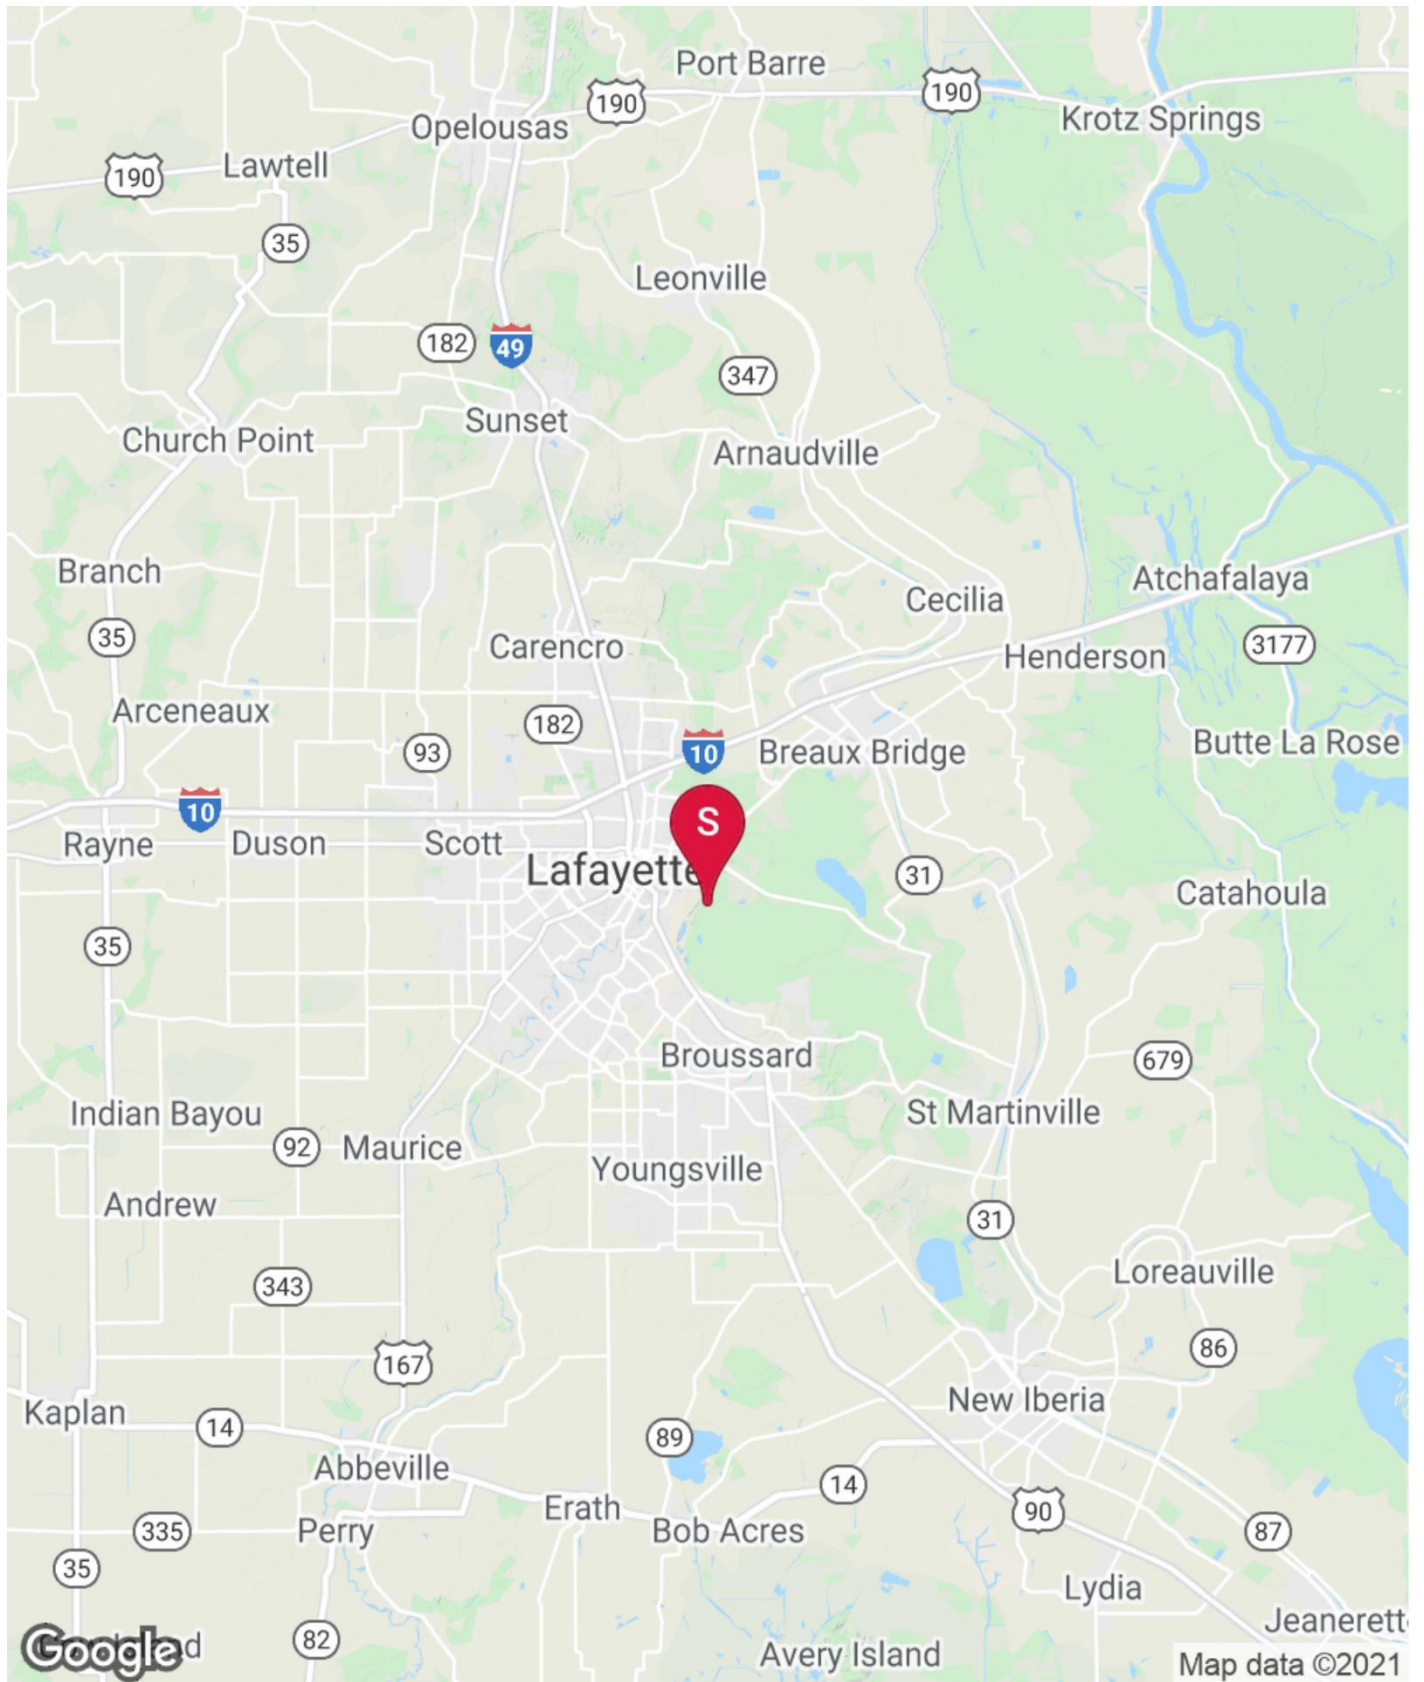 Port Barre
190
190
Krotz Springs
Opelousas
Lawtell
190
35
Leonville
182
49
347
Sunset
Church Point
Arnaudville
Branch
Atchafalaya
Cecilia
35
Carencro
Henderson
3177
Arceneaux
182
93
10
Breaux Bridge
Butte La Rose
10
S
Rayne
Duson
Scott
Lafayette
31
Catahoula
35
Broussard
679
Indian Bayou
St Martinville
92
Maurice
Youngsville
Andrew
31
Loreauville
343
86
167
New Iberia
Kaplan
14
89
Abbeville
14
Erath
90
335
Perry
Bob Acres
87
35
Lydia
Jeanerett
82
Google
Avery Island
Map data ©2021